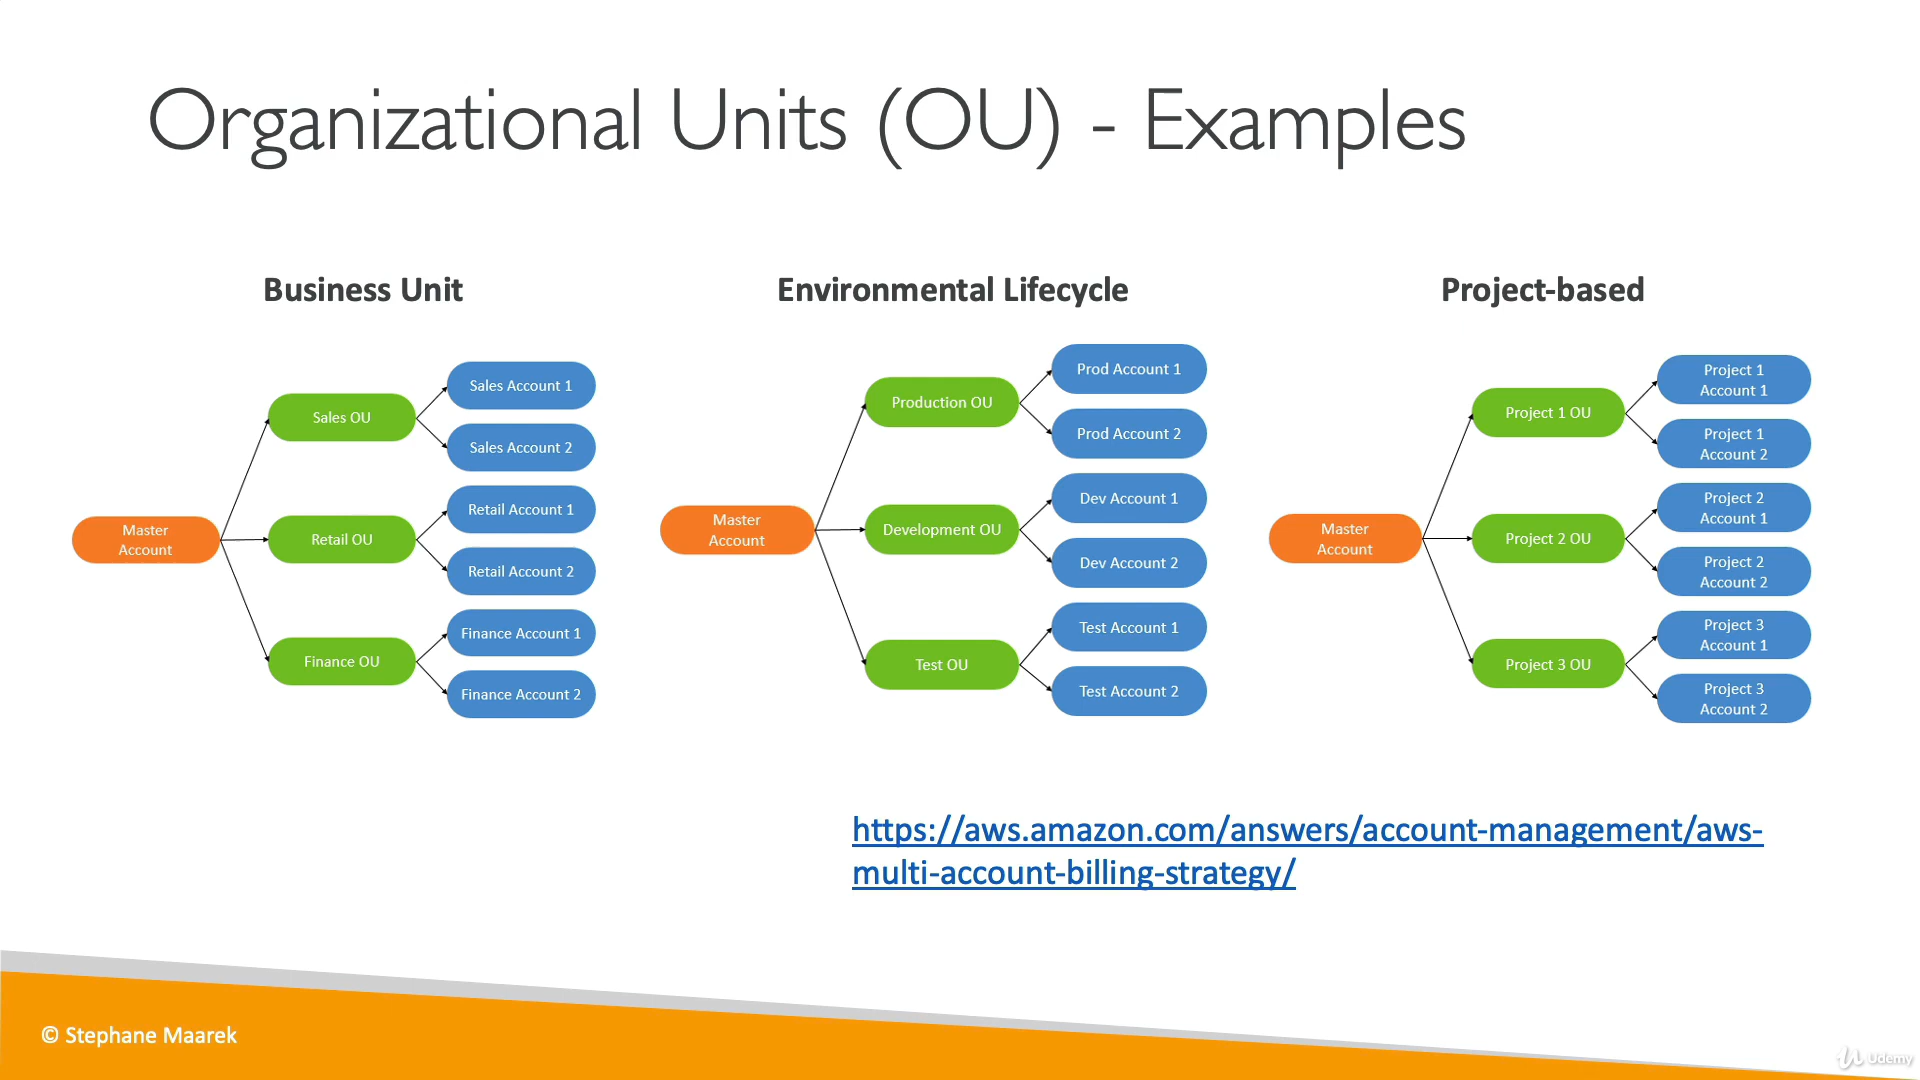 Organizational Units (OU) - Examples
Business Unit
Master
Account
Sales OU
Retail OU
Finance OU
Sales Account 1
Sales Account 2
Retail Account 1
Retail Account 2
Finance Account 1
Finance Account 2
Environmental Lifecycle
Master
Account
Production OU
Development OU
Test OU
Prod Account 1
Prod Account 2
Dev Account 1
Dev Account 2
Test Account 1
Test Account 2
Project-based
Master
Account
Project 1 OU
Project 2 OU
Project 3 OU
Project 1
Account 1
Project 1
Account 2
Project 2
Account 1
Project 2
Account 2
Project 3
Account 1
Project 3
Account 2
https://aws.amazon.com/answers/account-management/aws-
multi-account-billing-strategy/
© Stephane Maarek
Udemy